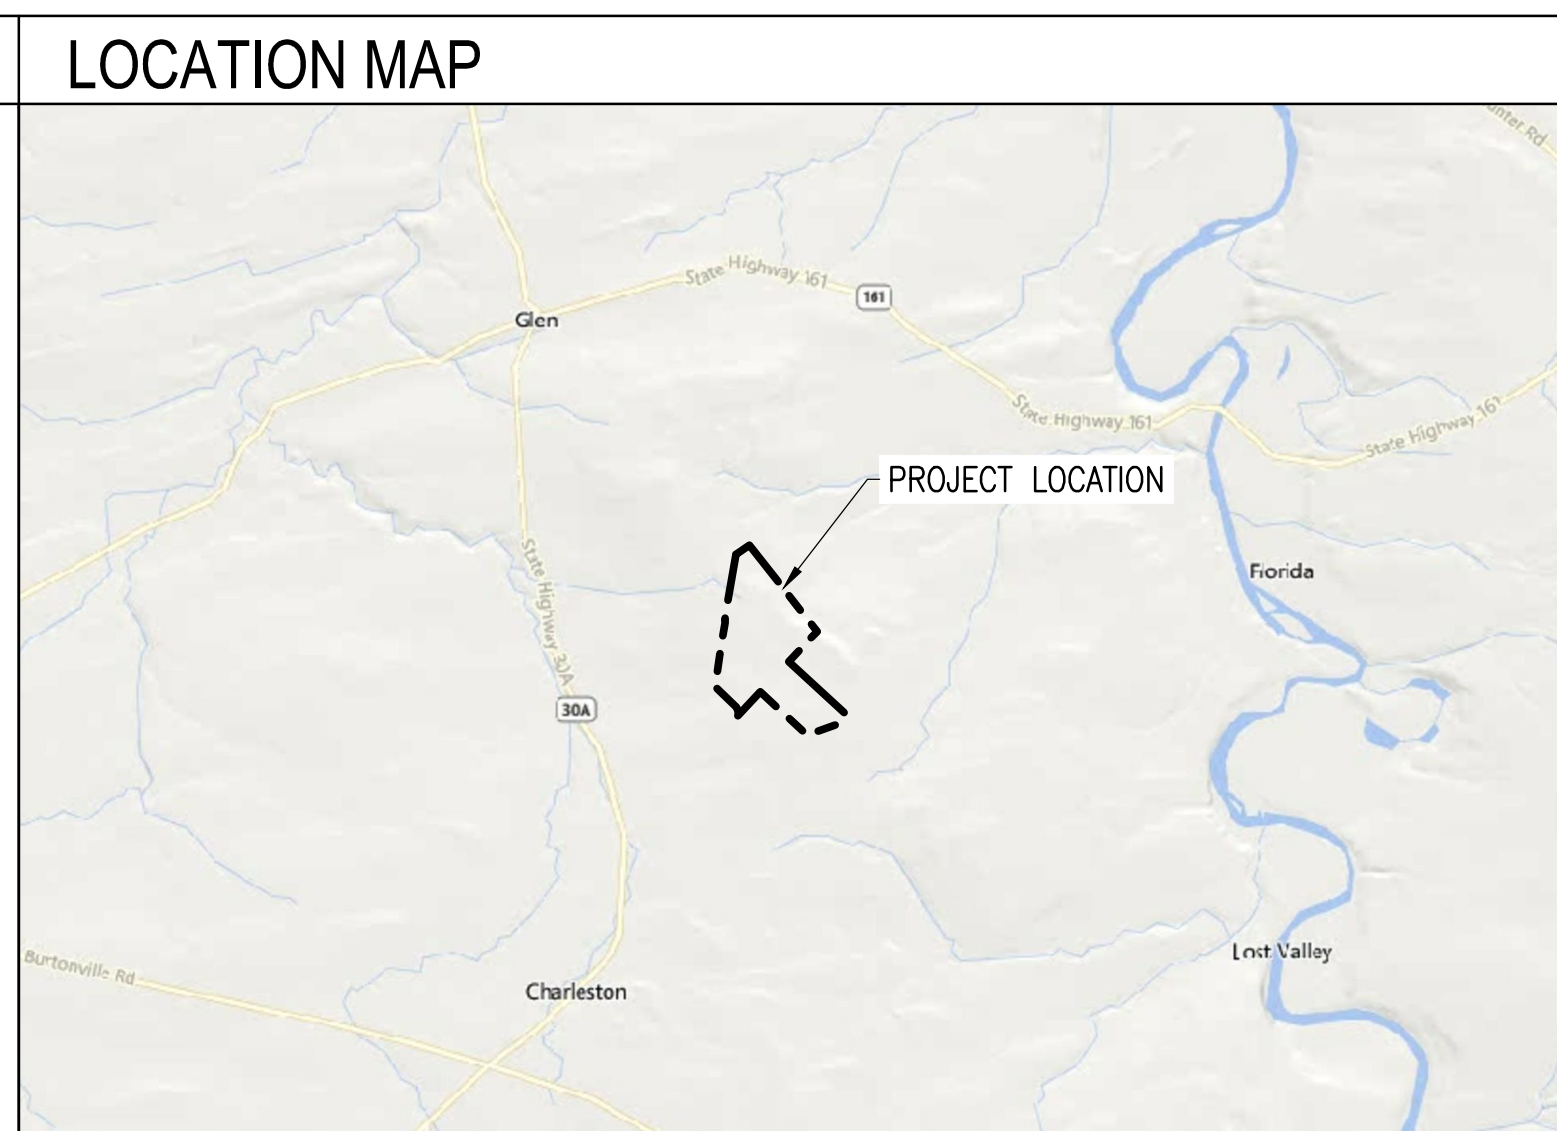 LOCATION MAP
State Highway 161
161
Glen
State Highway 161
State Highway 161
PROJECT LOCATION
State Highway 30A
Florida
30A
Burtonville Rd
Lost Valley
Charleston